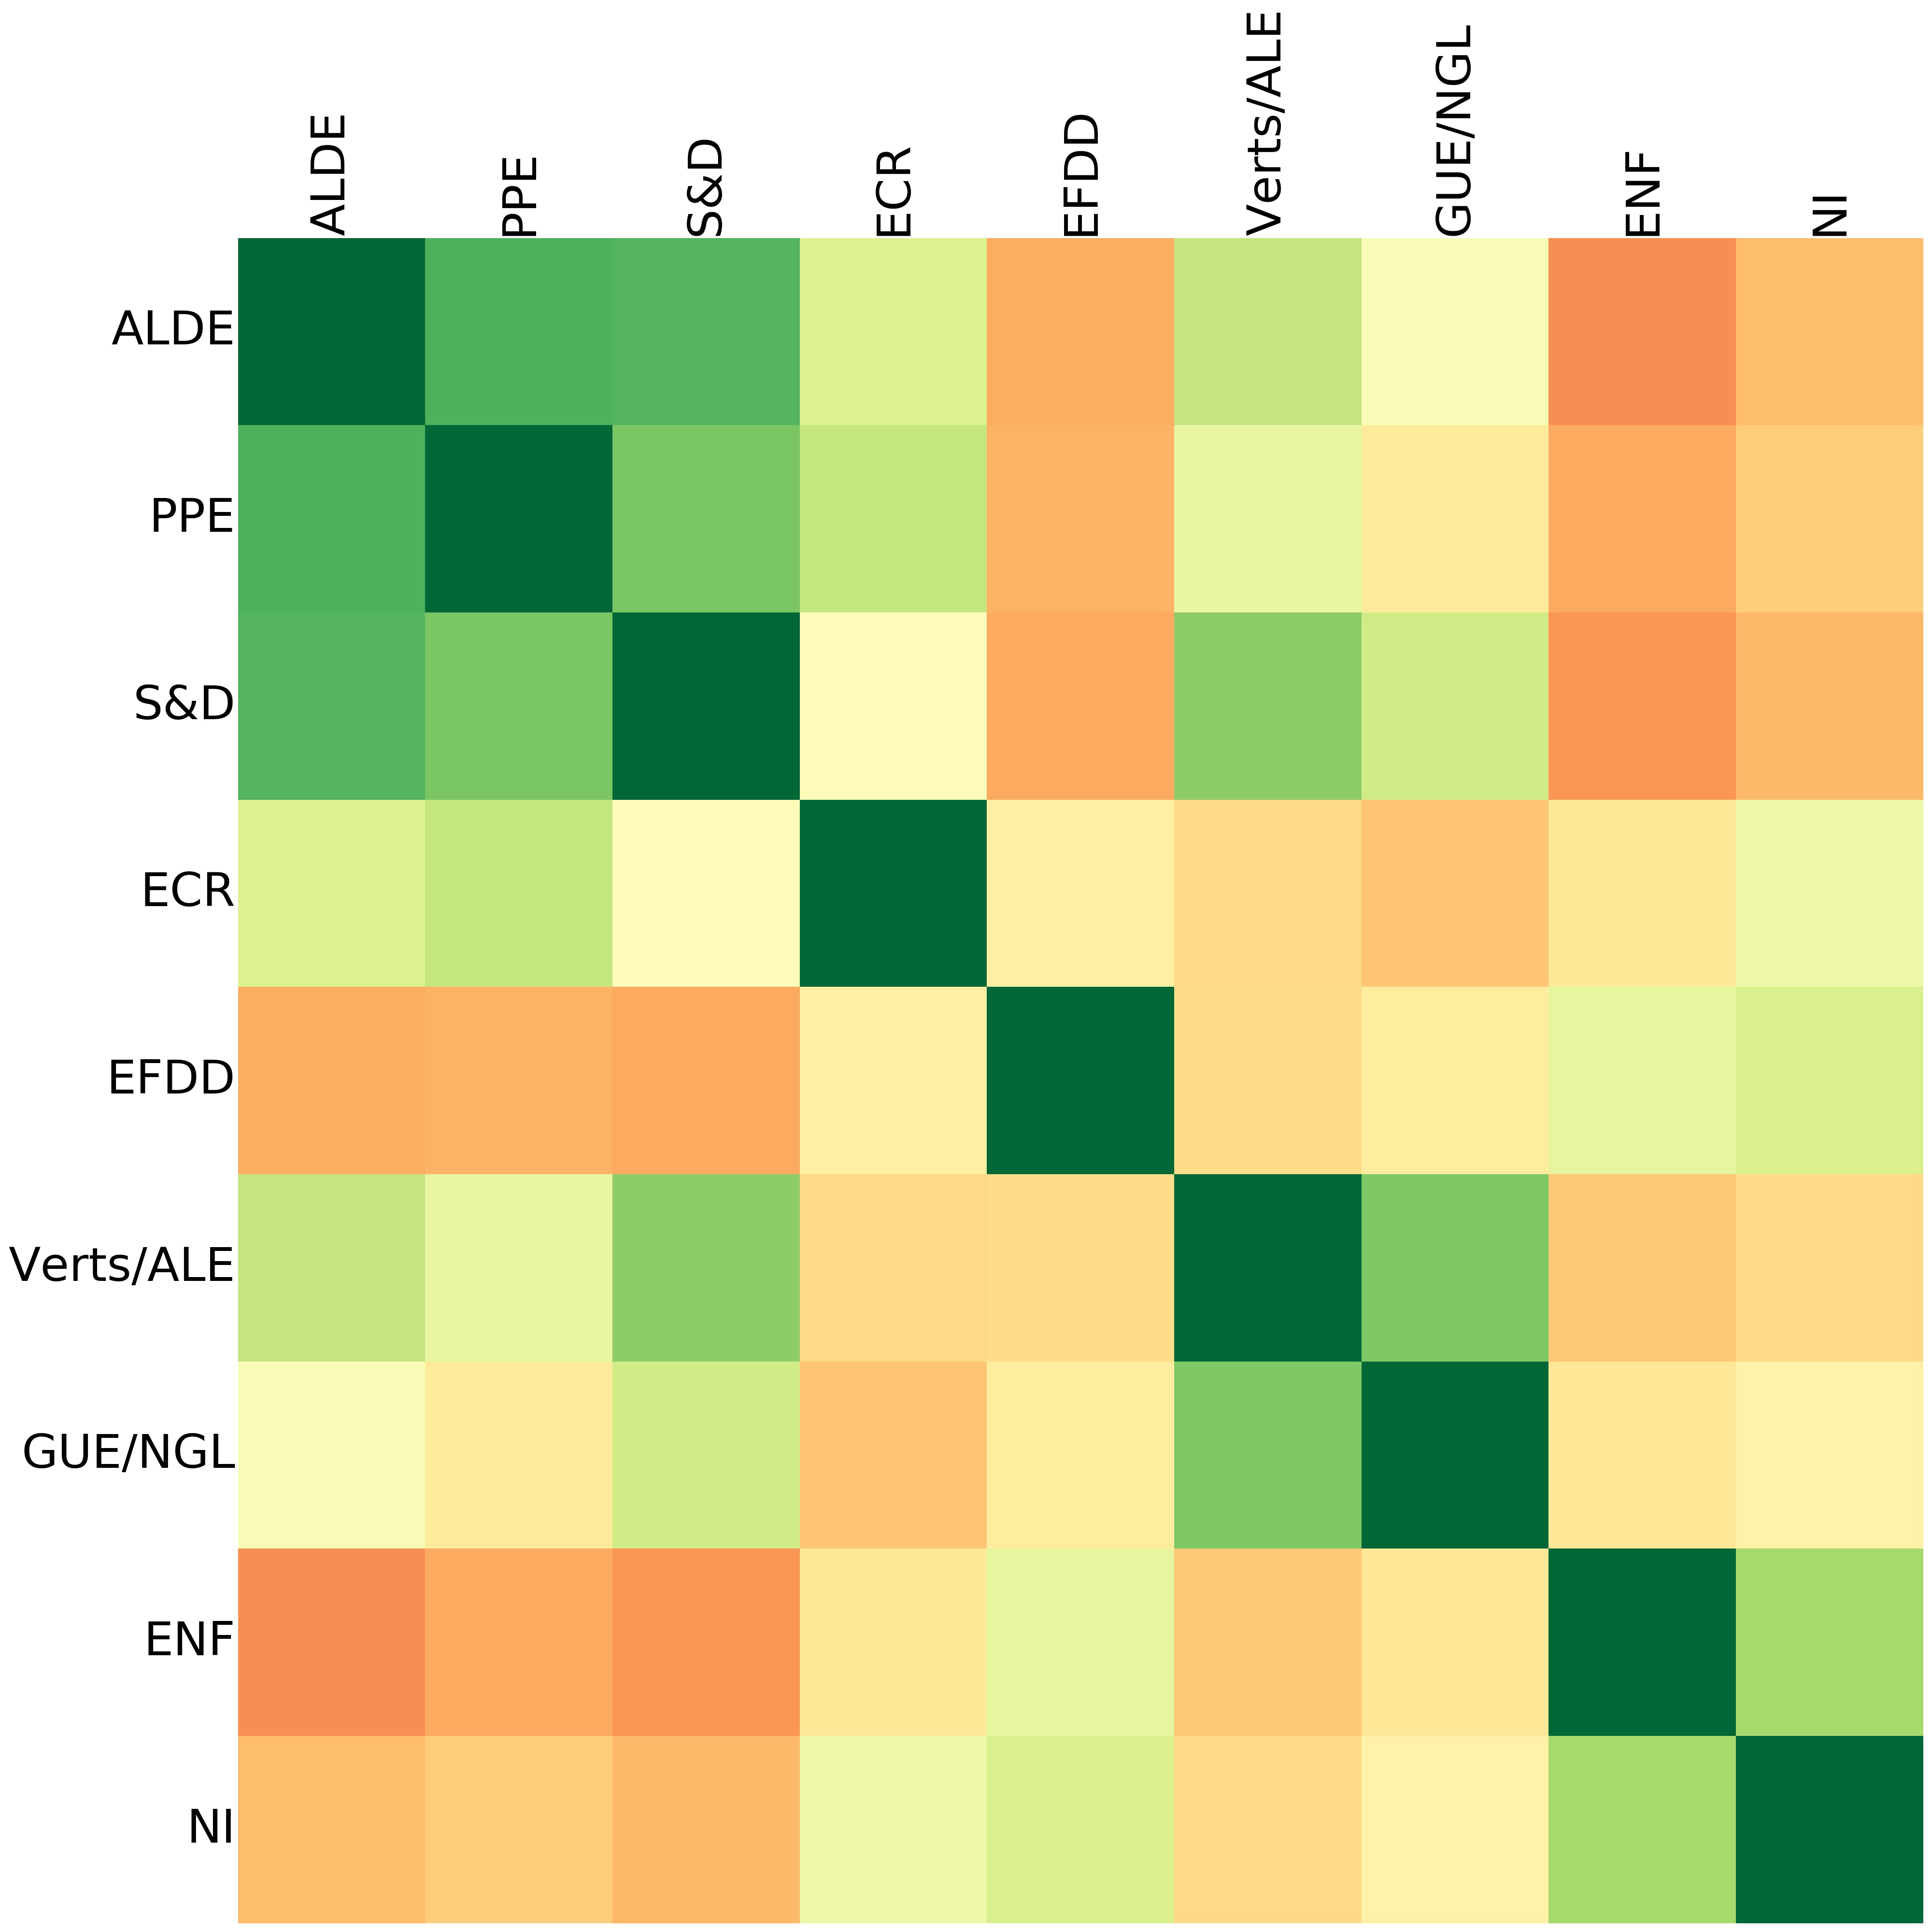 ALDE
PPE
S&D
ECR
EFDD
Verts/ALE
GUE/NGL
ENF
NI
ALDE
PPE
S&D
ECR
EFDD
Verts/ALE
GUE/NGL
ENF
NI